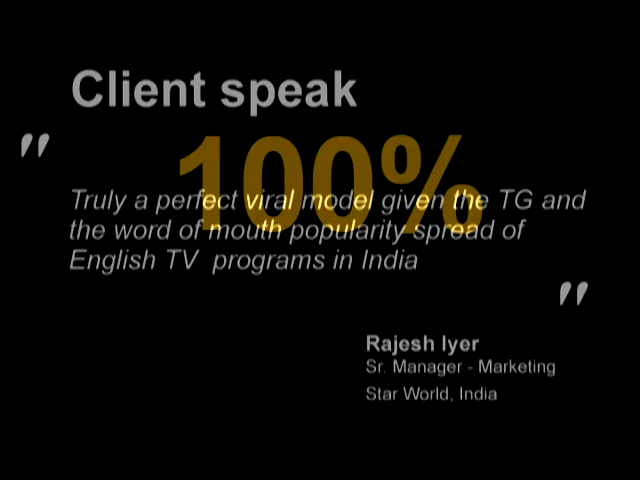 Client speak
"
100%
Truly a perfect viral model given the TG and
the word of mouth popularity spread of
English TV programs in India
"
Rajesh Iyer
Sr. Manager - Marketing
Star World, India